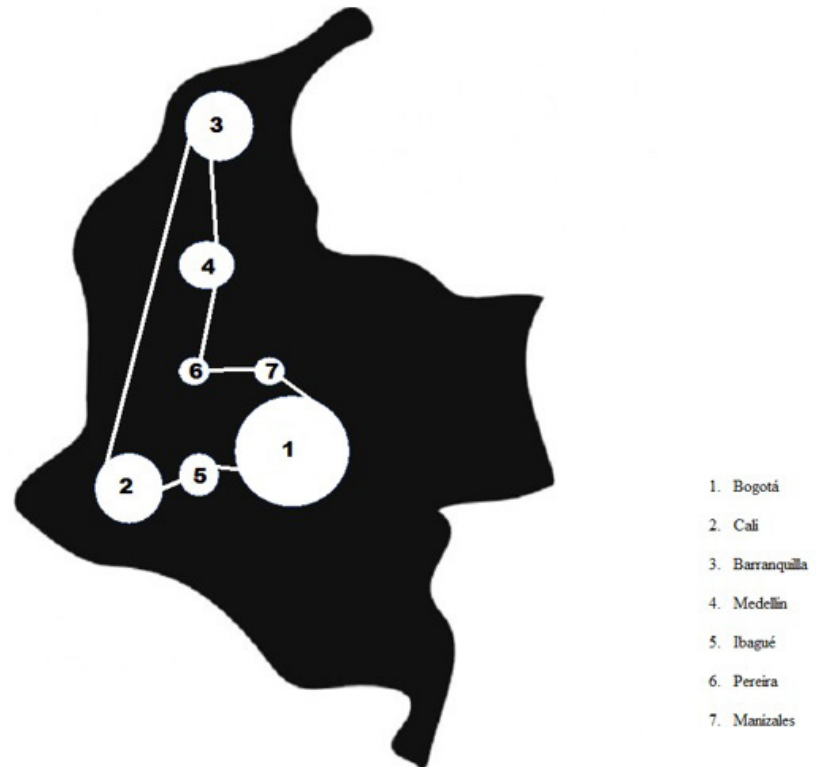 3
4
6 7
1
2 5
1. Bogotá
2. Cali
3. Barranquilla
4. Medellín
5. Ibagué
6. Pereira
7. Manizales